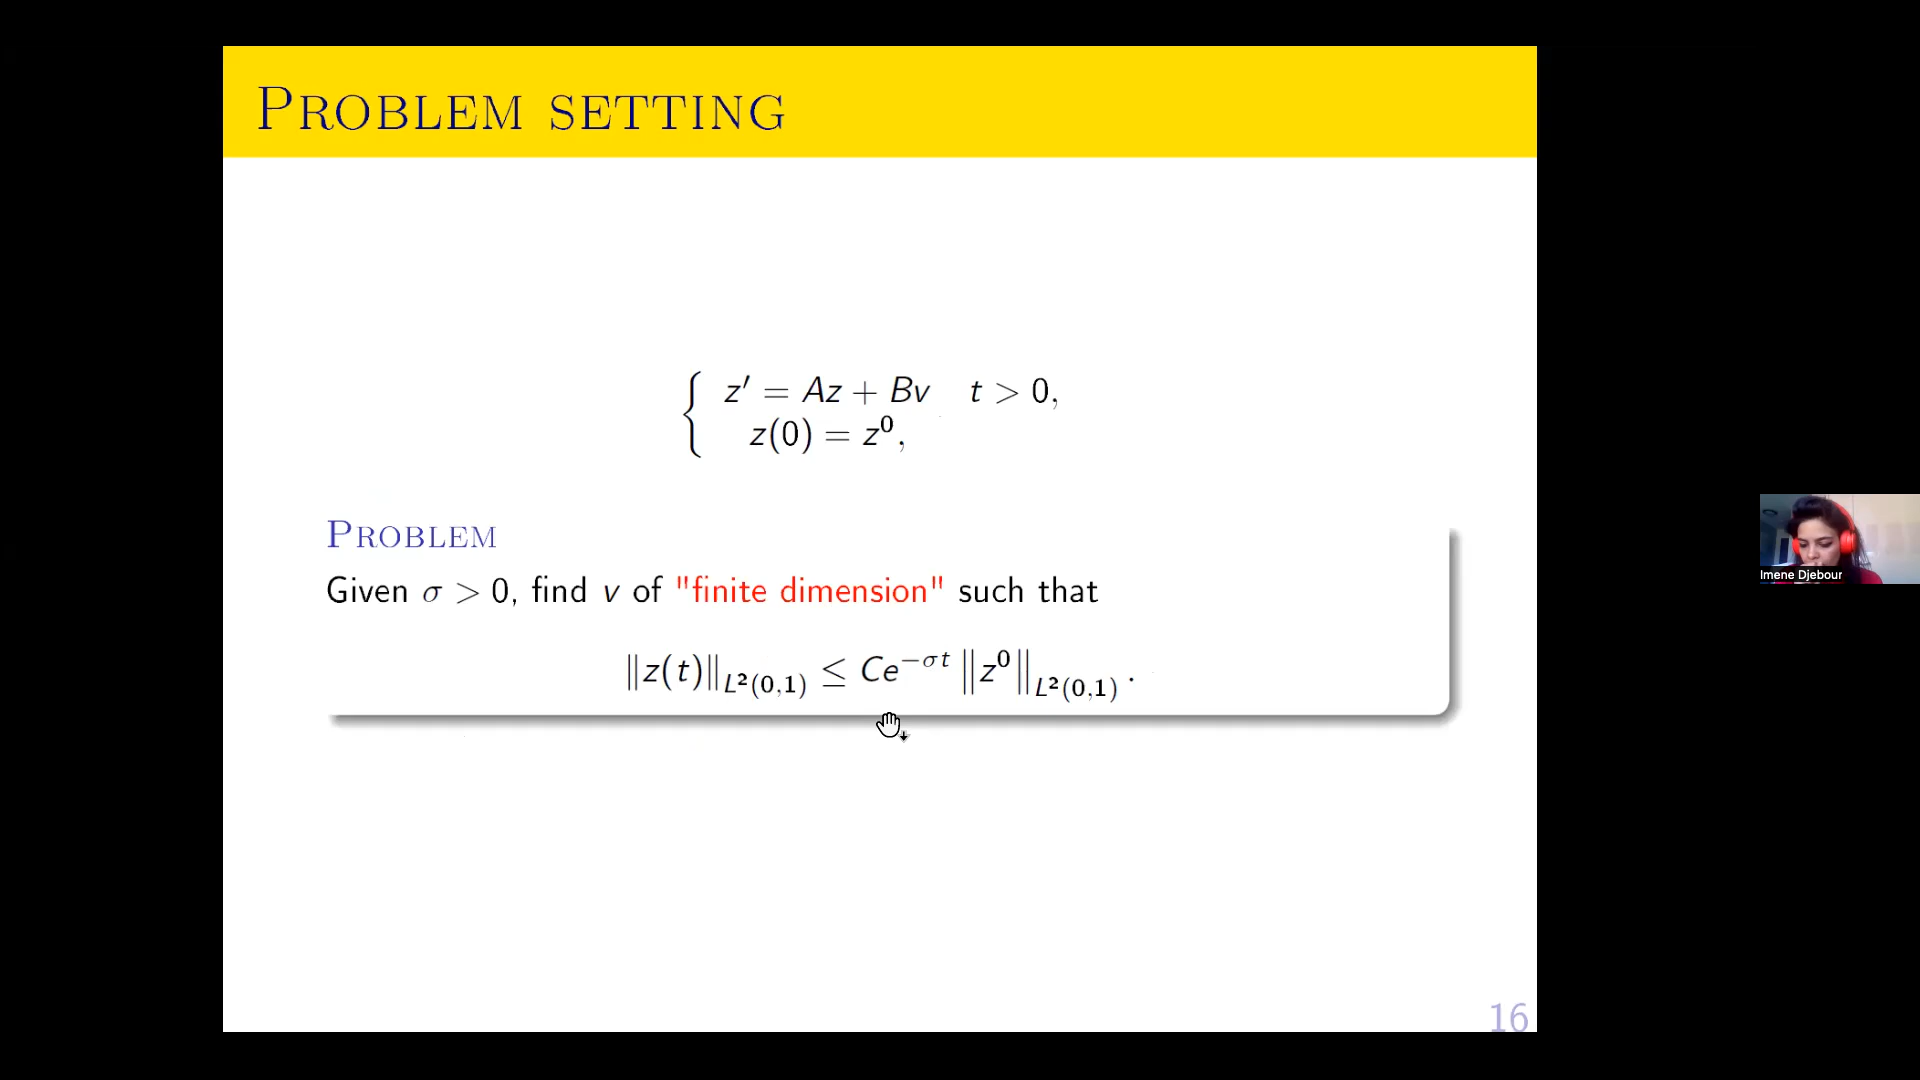 PROBLEM SETTING
{ z′ = Az + Bv t > 0,
z(0) = z⁰,
PROBLEM
Given σ > 0, find v of "finite dimension" such that
‖z(t)‖_{L²(0,1)} ≤ Ce^{−σt} ‖z⁰‖_{L²(0,1)} .
Imene Djebour
16